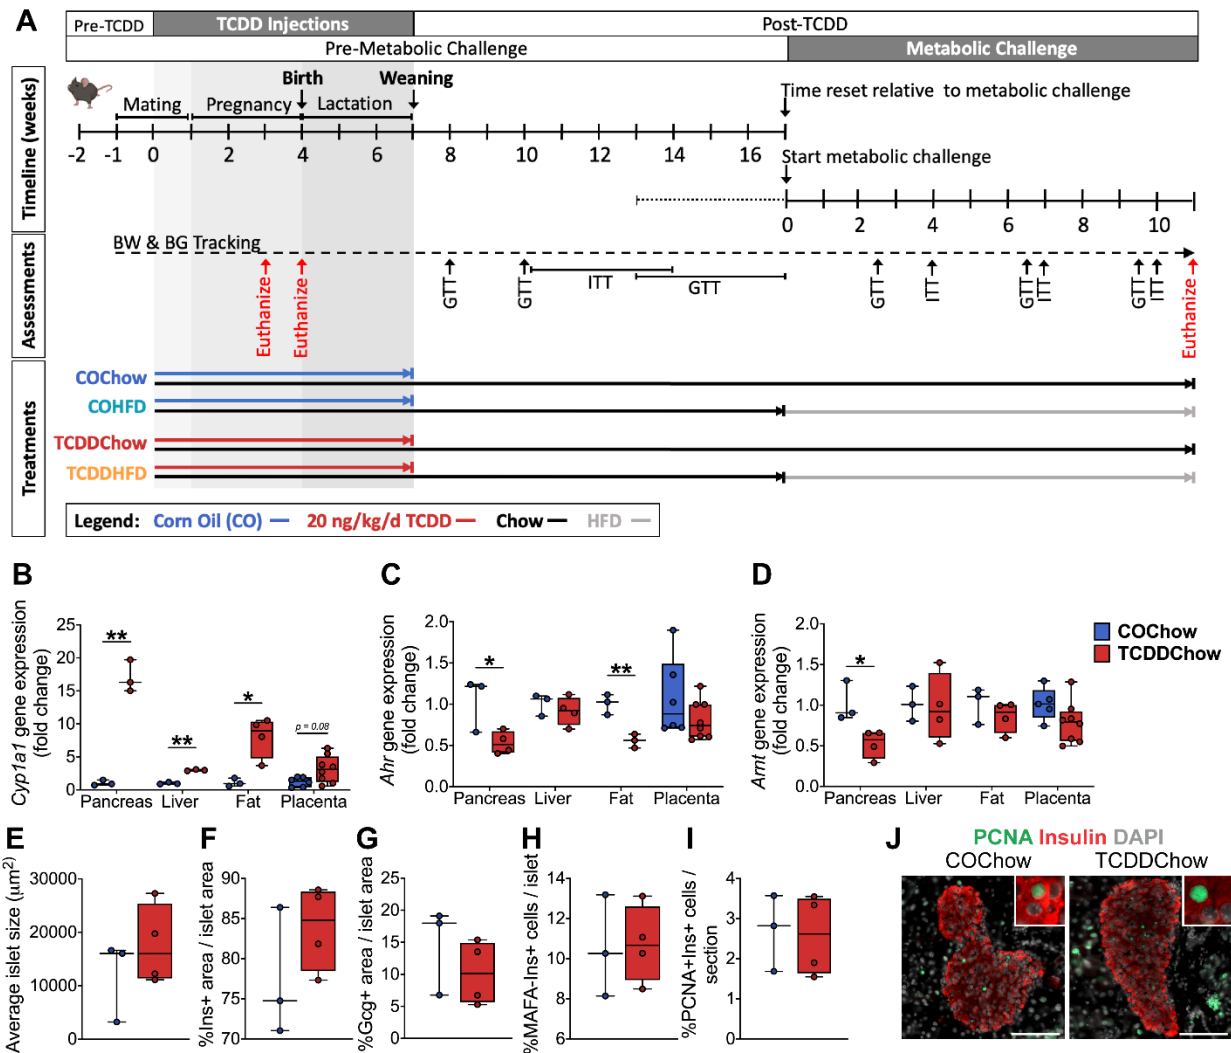 A
Pre-TCDD TCDD Injections Post-TCDD
Pre-Metabolic Challenge Metabolic Challenge
Timeline (weeks)
Birth Weaning
Mating Pregnancy Lactation
Time reset relative to metabolic challenge
-2 -1 0 2 4 6 8 10 12 14 16
Start metabolic challenge
0 2 4 6 8 10
Assessments
BW & BG Tracking
Euthanize Euthanize GTT GTT ITT GTT GTT ITT GTT ITT GTT ITT Euthanize
Treatments
COChow
COHFD
TCDDChow
TCDDHFD
Legend: Corn Oil (CO) 20 ng/kg/d TCDD Chow HFD
B
Cyp1a1 gene expression
(fold change)
25
20
15
10
5
0
** ** * p = 0.08
Pancreas Liver Fat Placenta
C
Ahr gene expression
(fold change)
2.0
1.5
1.0
0.5
0.0
* **
Pancreas Liver Fat Placenta
D
Arnt gene expression
(fold change)
2.0
1.5
1.0
0.5
0.0
*
Pancreas Liver Fat Placenta
COChow
TCDDChow
E
Average islet size (µm²)
30000
20000
10000
0
F
%Ins+ area / islet area
90
85
80
75
70
G
%Gcg+ area / islet area
25
20
15
10
5
0
H
%MAFA-Ins+ cells / islet
14
12
10
8
6
I
%PCNA+Ins+ cells /
section
4
3
2
1
0
J
PCNA Insulin DAPI
COChow TCDDChow